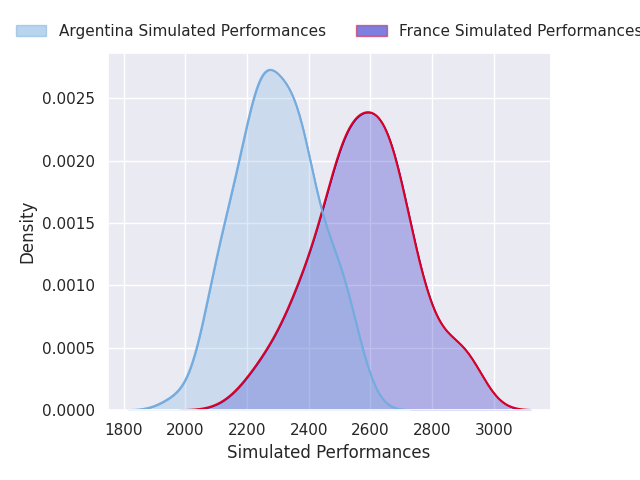 Argentina Simulated Performances France Simulated Performances
0.0025
0.0020
0.0015
0.0010
0.0005
0.0000
Density
1800 2000 2200 2400 2600 2800 3000
Simulated Performances